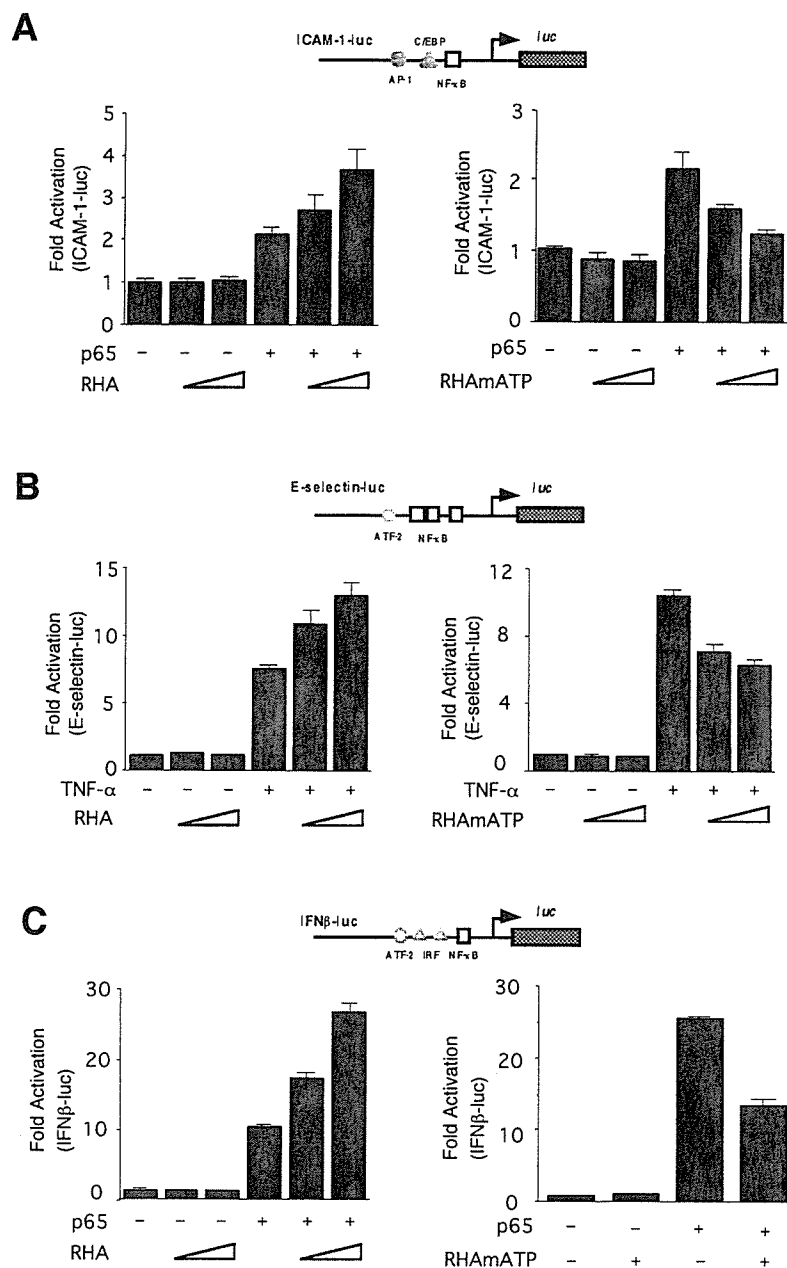 A
ICAM-1-luc C/EBP luc
AP-1 NFκB
5
4
3
2
1
0
Fold Activation
(ICAM-1-luc)
p65 – – – + + +
RHA
3
2
1
0
Fold Activation
(ICAM-1-luc)
p65 – – – + + +
RHAmATP
B
E-selectin-luc luc
ATF-2 NFκB
15
10
5
0
Fold Activation
(E-selectin-luc)
TNF-α – – – + + +
RHA
12
8
4
0
Fold Activation
(E-selectin-luc)
TNF-α – – – + + +
RHAmATP
C
IFNβ-luc luc
ATF-2 IRF NFκB
30
20
10
0
Fold Activation
(IFNβ-luc)
p65 – – – + + +
RHA
30
20
10
0
Fold Activation
(IFNβ-luc)
p65 – – + +
RHAmATP – + – +